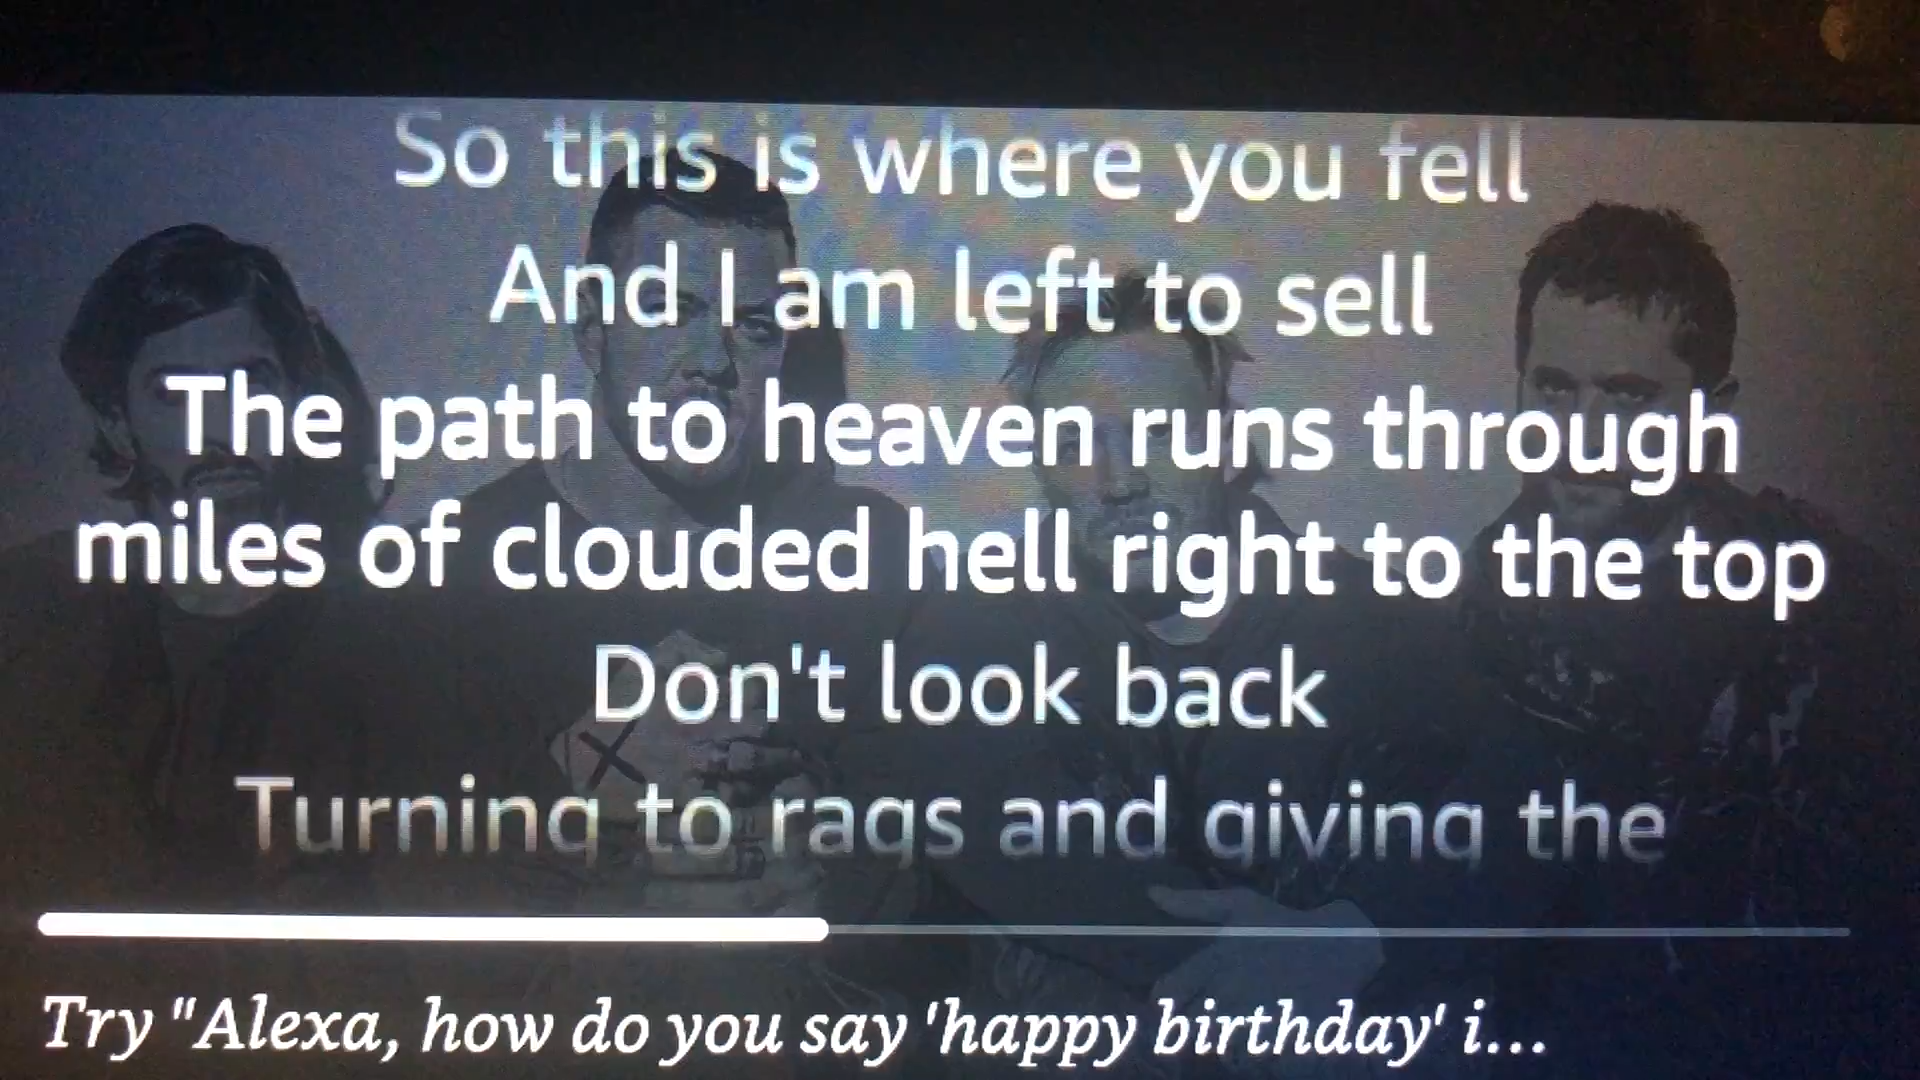 So this is where you fell
And I am left to sell
The path to heaven runs through
miles of clouded hell right to the top
Don't look back
Turning to rags and giving the
Try "Alexa, how do you say 'happy birthday' i...